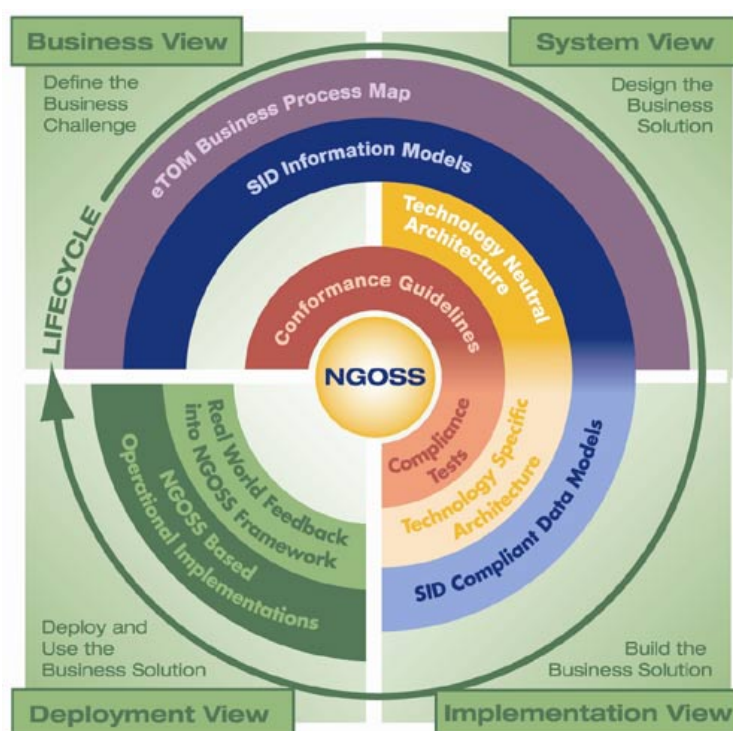 Business View
System View
Define the
Business
Challenge
Design the
Business
Solution
LIFECYCLE
eTOM Business Process Map
SID Information Models
Technology Neutral
Architecture
Conformance Guidelines
NGOSS
Compliance
Tests
Technology Specific
Architecture
SID Compliant Data Models
Real World Feedback
into NGOSS Framework
NGOSS Based
Operational Implementations
Deploy and
Use the
Business Solution
Build the
Business Solution
Deployment View
Implementation View